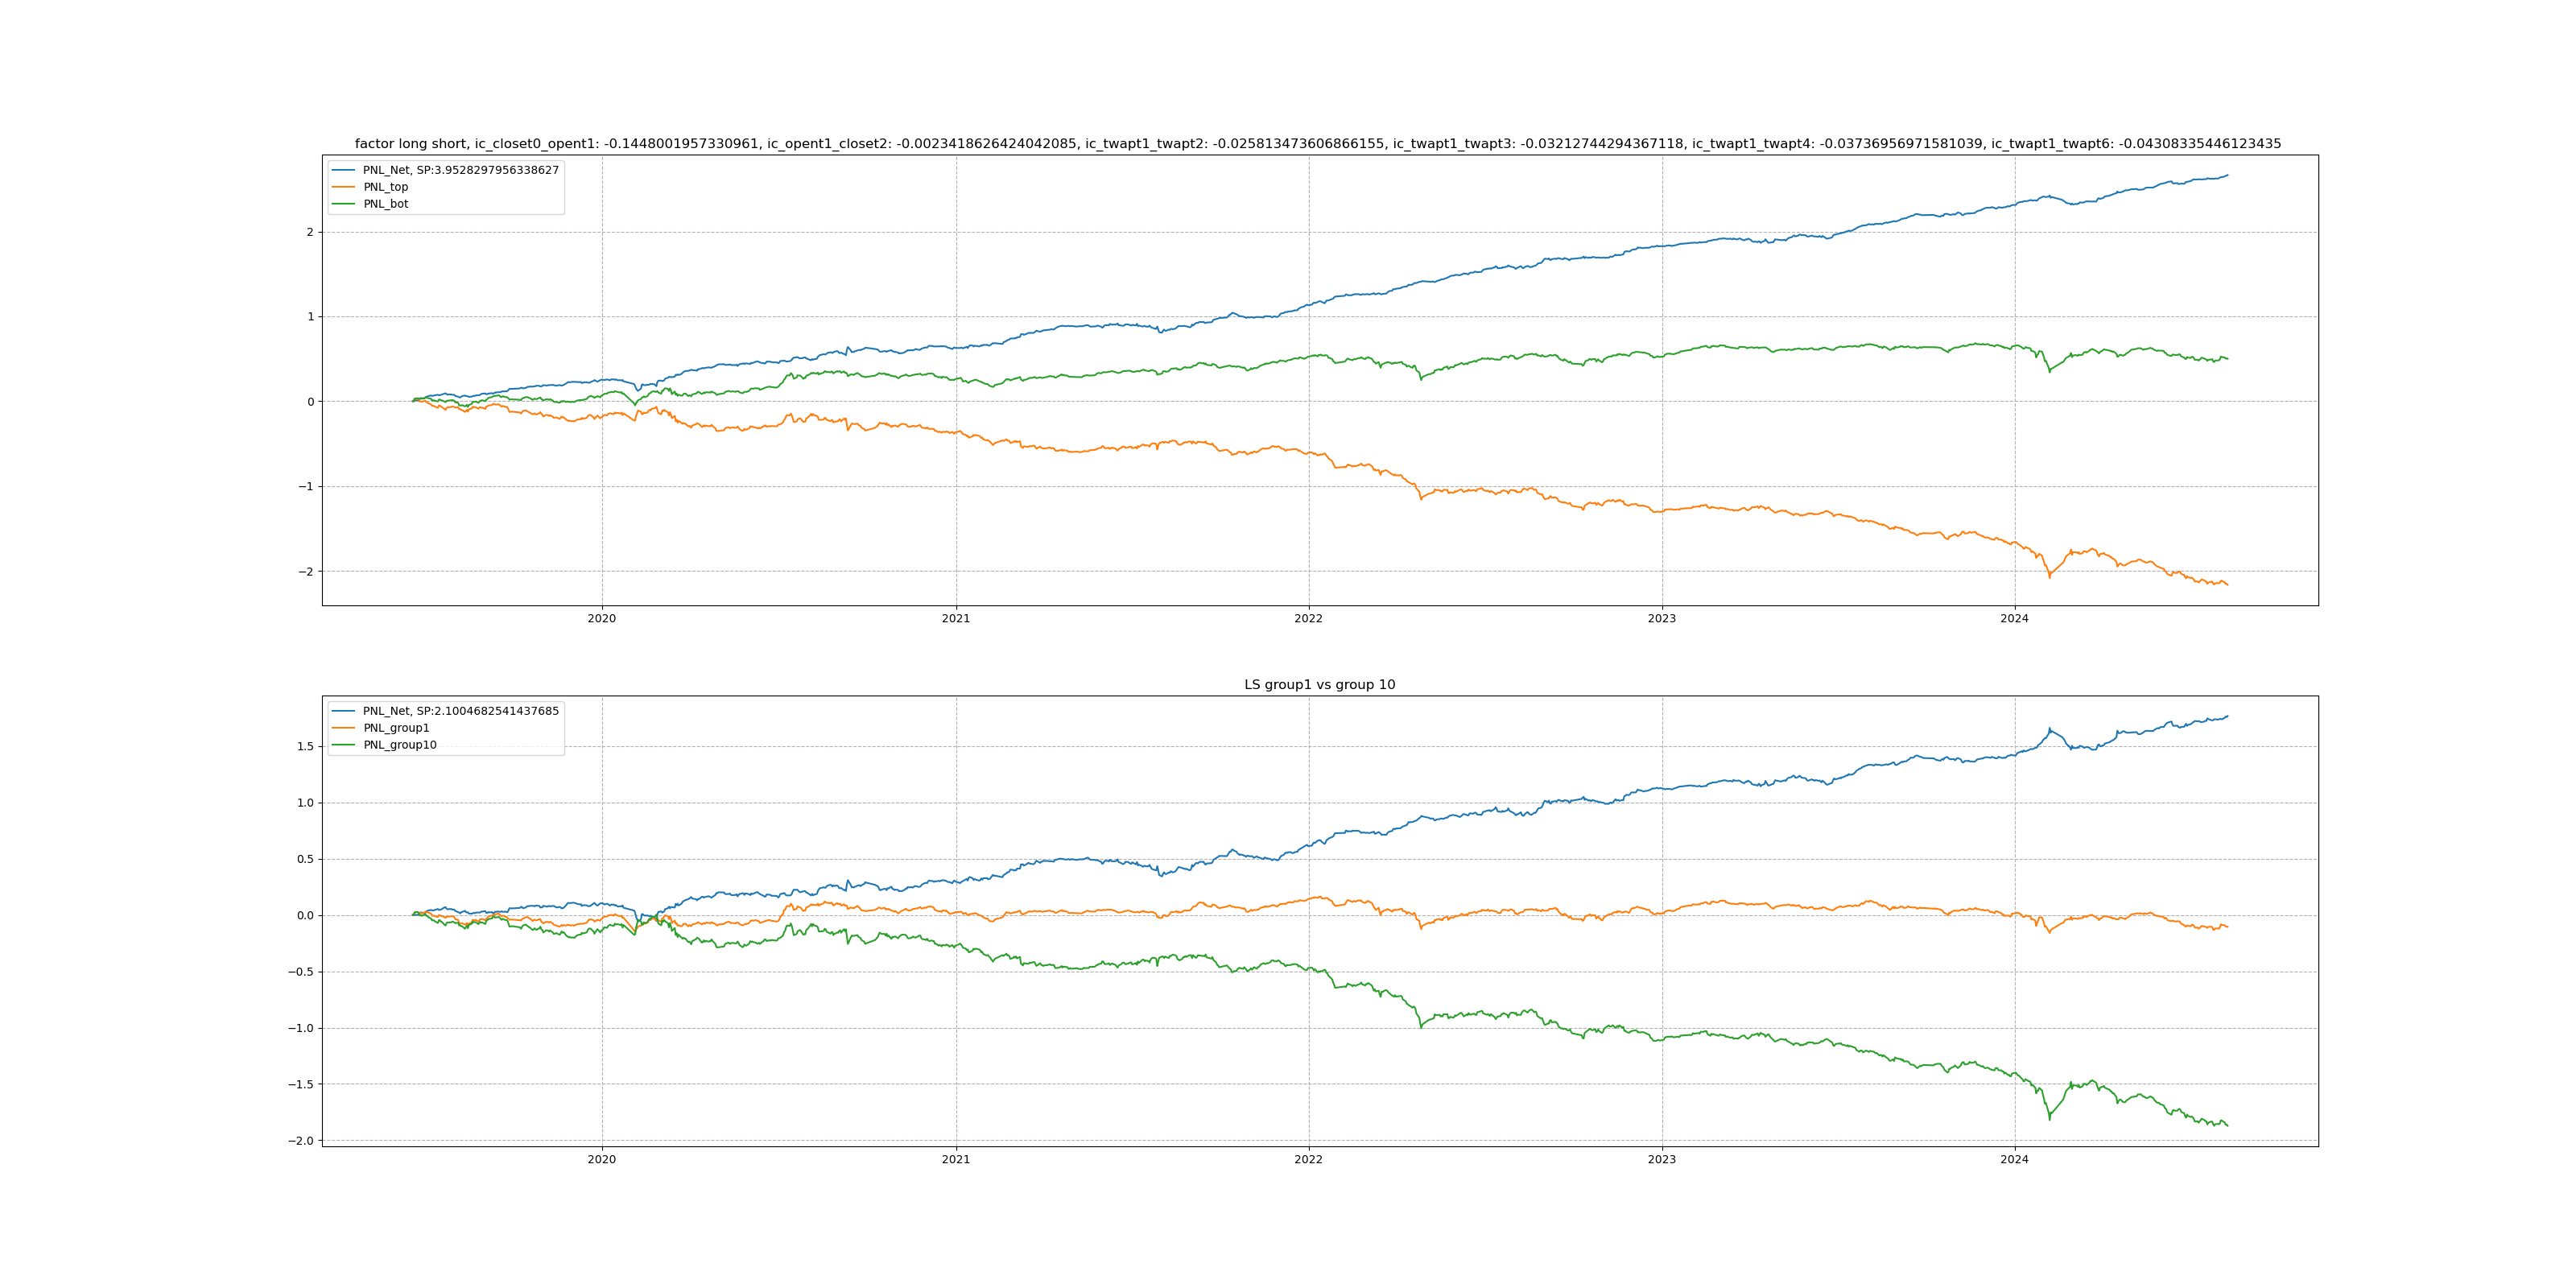 factor long short, ic_closet0_opent1: -0.1448001957330961, ic_opent1_closet2: -0.0023418626424042085, ic_twapt1_twapt2: -0.025813473606866155, ic_twapt1_twapt3: -0.03212744294367118, ic_twapt1_twapt4: -0.03736956971581039, ic_twapt1_twapt6: -0.04308335446123435
PNL_Net, SP:3.9528297956338627
PNL_top
PNL_bot
2
1
0
−1
−2
2020 2021 2022 2023 2024
LS group1 vs group 10
PNL_Net, SP:2.1004682541437685
PNL_group1
PNL_group10
1.5
1.0
0.5
0.0
−0.5
−1.0
−1.5
−2.0
2020 2021 2022 2023 2024